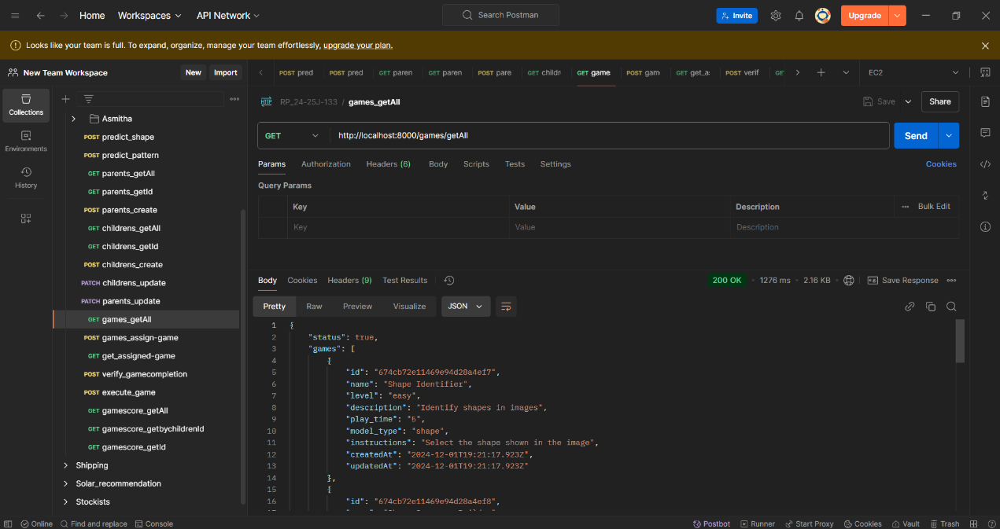 Home Workspaces API Network Search Postman Invite Upgrade
Looks like your team is full. To expand, organize, manage your team effortlessly, upgrade your plan.
New Team Workspace New Import
POST pred POST pred GET paren GET paren POST pare GET childr GET game POST gam GET get_a: POST verif GE EC2
Collections
Environments
History
Asmitha
POST predict_shape
POST predict_pattern
GET parents_getAll
GET parents_getId
POST parents_create
GET childrens_getAll
GET childrens_getId
POST childrens_create
PATCH childrens_update
PATCH parents_update
GET games_getAll
POST games_assign-game
GET get_assigned-game
POST verify_gamecompletion
POST execute_game
GET gamescore_getAll
GET gamescore_getbychildrenId
GET gamescore_getId
Shipping
Solar_recommendation
Stockists
HTTP RP_24-25J-133 / games_getAll Save Share
GET http://localhost:8000/games/getAll Send
Params Authorization Headers (6) Body Scripts Tests Settings Cookies
Query Params
Key Value Description Bulk Edit
Key Value Description
Body Cookies Headers (9) Test Results 200 OK 1276 ms 2.16 KB Save Response
Pretty Raw Preview Visualize JSON
1 {
2 "status": true,
3 "games": [
4 {
5 "id": "674cb72e11469e94d28a4ef7",
6 "name": "Shape Identifier",
7 "level": "easy",
8 "description": "Identify shapes in images",
9 "play_time": "5",
10 "model_type": "shape",
11 "instructions": "Select the shape shown in the image",
12 "createdAt": "2024-12-01T19:21:17.923Z",
13 "updatedAt": "2024-12-01T19:21:17.923Z"
14 },
15 {
16 "id": "674cb72e11469e94d28a4ef8",
Online Find and replace Console Postbot Runner Start Proxy Cookies Vault Trash